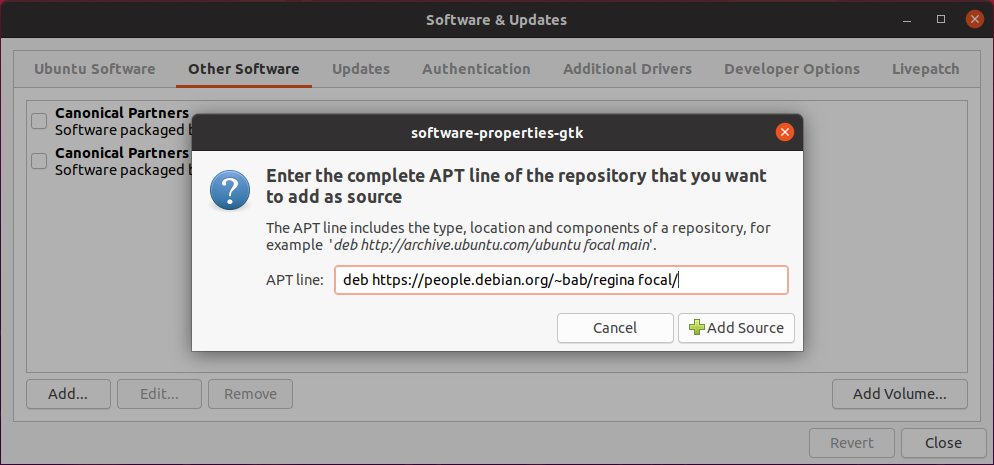 Software & Updates
Ubuntu Software Other Software Updates Authentication Additional Drivers Developer Options Livepatch
Canonical Partners
Software packaged
Canonical Partners
Software packaged
software-properties-gtk
Enter the complete APT line of the repository that you want
to add as source
The APT line includes the type, location and components of a repository, for
example 'deb http://archive.ubuntu.com/ubuntu focal main'.
APT line: deb https://people.debian.org/~bab/regina focal/
Cancel Add Source
Add... Edit... Remove Add Volume...
Revert Close